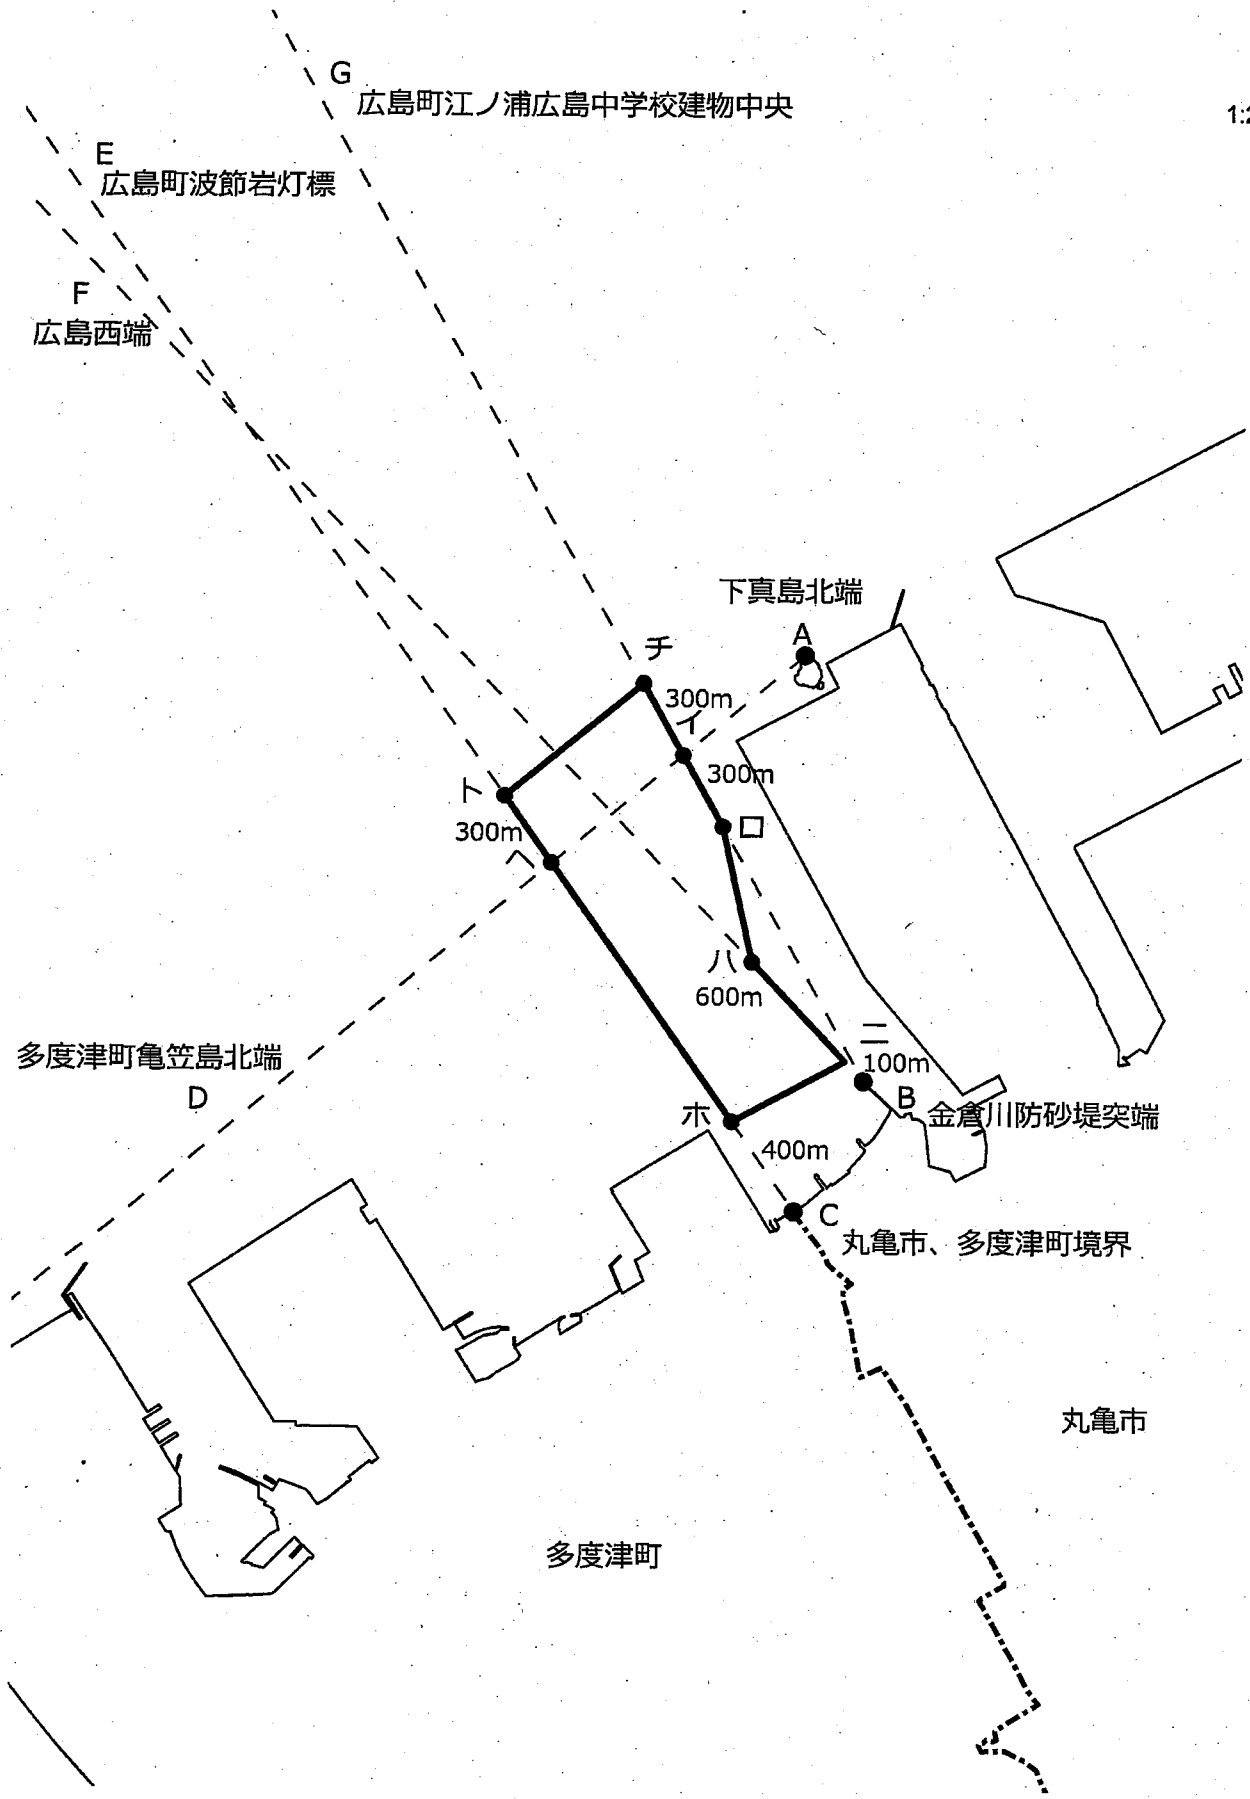 G
広島町江ノ浦広島中学校建物中央
E
広島町波節岩灯標
F
広島西端
下真島北端
A
チ
300m
イ
300m
ト
300m
ロ
ヘ
ハ
600m
ニ
100m
多度津町亀笠島北端
D
B
ホ
金倉川防砂堤突端
400m
C
丸亀市、多度津町境界
丸亀市
多度津町